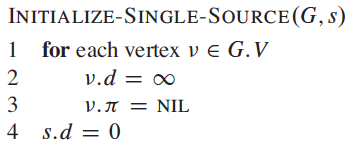 INITIALIZE-SINGLE-SOURCE(G, s)
1 for each vertex ν ∈ G.V
2 ν.d = ∞
3 ν.π = NIL
4 s.d = 0